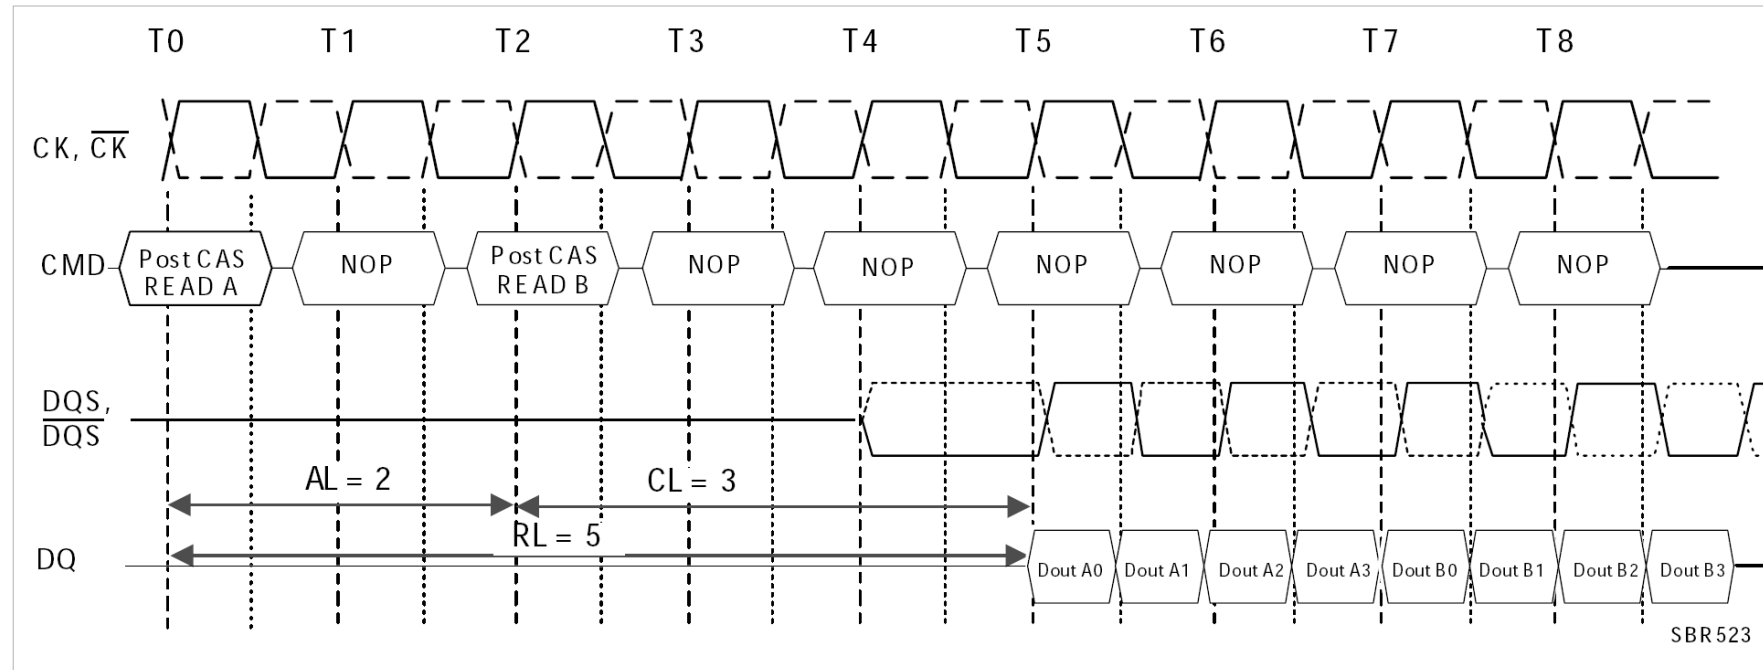 T0 T1 T2 T3 T4 T5 T6 T7 T8
CK, CK
CMD
Post CAS
READ A
NOP
Post CAS
READ B
NOP
NOP
NOP
NOP
NOP
NOP
DQS,
DQS
AL = 2
CL = 3
RL = 5
DQ
Dout A0 Dout A1 Dout A2 Dout A3 Dout B0 Dout B1 Dout B2 Dout B3
SBR523